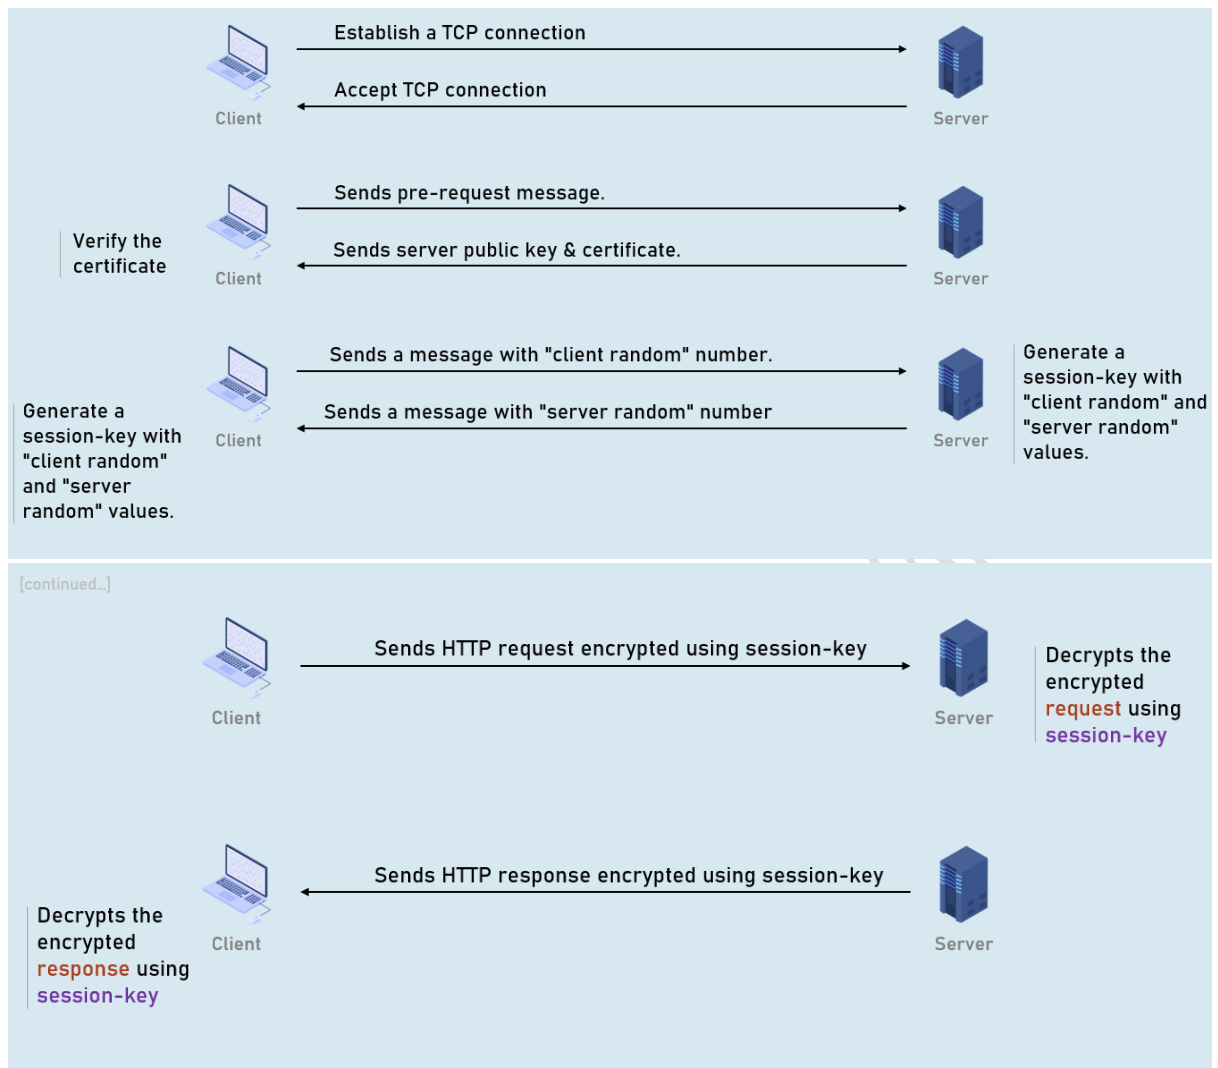 Establish a TCP connection
Accept TCP connection
Client
Server
Sends pre-request message.
Verify the
certificate
Sends server public key & certificate.
Client
Server
Sends a message with "client random" number.
Generate a
session-key with
"client random" and
"server random"
values.
Sends a message with "server random" number
Generate a
session-key with
"client random"
and "server
random" values.
Client
Server
[continued...]
Sends HTTP request encrypted using session-key
Decrypts the
encrypted
request using
session-key
Client
Server
Sends HTTP response encrypted using session-key
Decrypts the
encrypted
response using
session-key
Client
Server